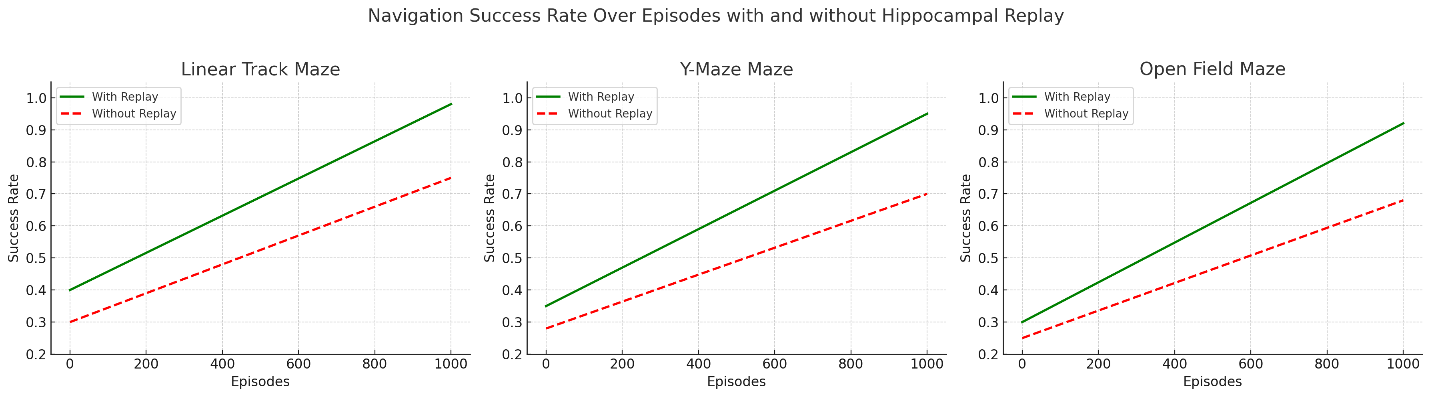 Navigation Success Rate Over Episodes with and without Hippocampal Replay
Linear Track Maze
With Replay
Without Replay
Success Rate
1.0
0.9
0.8
0.7
0.6
0.5
0.4
0.3
0.2
0 200 400 600 800 1000
Episodes
Y-Maze Maze
With Replay
Without Replay
Success Rate
1.0
0.9
0.8
0.7
0.6
0.5
0.4
0.3
0.2
0 200 400 600 800 1000
Episodes
Open Field Maze
With Replay
Without Replay
Success Rate
1.0
0.9
0.8
0.7
0.6
0.5
0.4
0.3
0.2
0 200 400 600 800 1000
Episodes